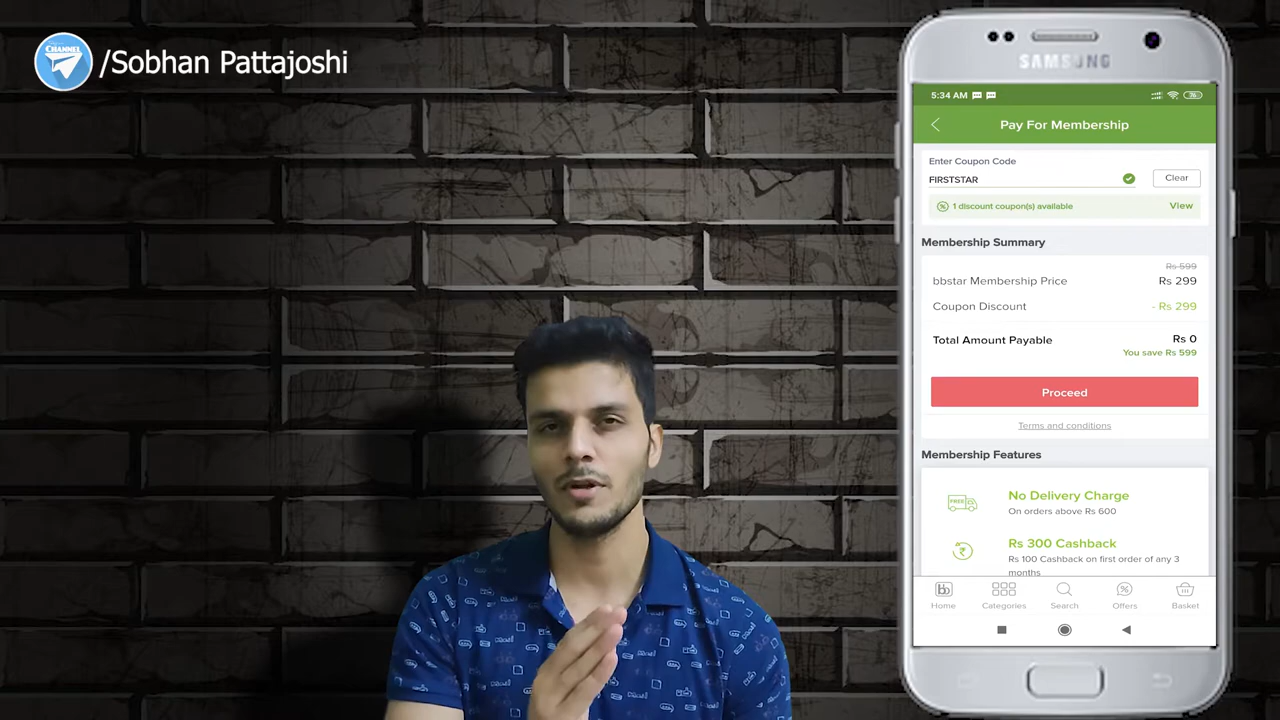 CHANNEL
/Sobhan Pattajoshi
SAMSUNG
5:34 AM
76
Pay For Membership
Enter Coupon Code
FIRSTSTAR
Clear
1 discount coupon(s) available
View
Membership Summary
Rs 599
bbstar Membership Price
Rs 299
Coupon Discount
- Rs 299
Total Amount Payable
Rs 0
You save Rs 599
Proceed
Terms and conditions
Membership Features
FREE
No Delivery Charge
On orders above Rs 600
Rs 300 Cashback
Rs 100 Cashback on first order of any 3
months
bb
Home
Categories
Search
Offers
Basket